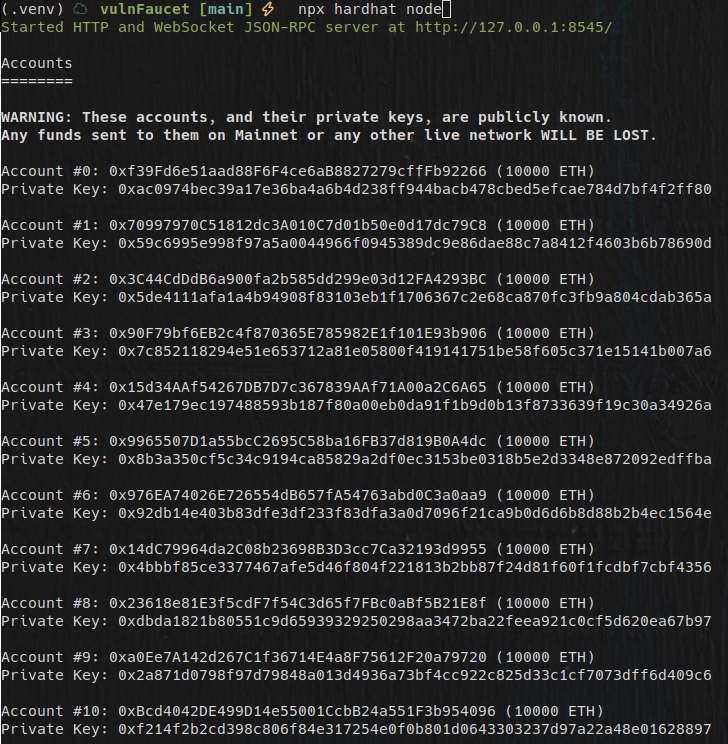 (.venv) vulnFaucet [main] ⚡ npx hardhat node
Started HTTP and WebSocket JSON-RPC server at http://127.0.0.1:8545/
Accounts
========
WARNING: These accounts, and their private keys, are publicly known.
Any funds sent to them on Mainnet or any other live network WILL BE LOST.
Account #0: 0xf39Fd6e51aad88F6F4ce6aB8827279cffFb92266 (10000 ETH)
Private Key: 0xac0974bec39a17e36ba4a6b4d238ff944bacb478cbed5efcae784d7bf4f2ff80
Account #1: 0x70997970C51812dc3A010C7d01b50e0d17dc79C8 (10000 ETH)
Private Key: 0x59c6995e998f97a5a0044966f0945389dc9e86dae88c7a8412f4603b6b78690d
Account #2: 0x3C44CdDdB6a900fa2b585dd299e03d12FA4293BC (10000 ETH)
Private Key: 0x5de4111afa1a4b94908f83103eb1f1706367c2e68ca870fc3fb9a804cdab365a
Account #3: 0x90F79bf6EB2c4f870365E785982E1f101E93b906 (10000 ETH)
Private Key: 0x7c852118294e51e653712a81e05800f419141751be58f605c371e15141b007a6
Account #4: 0x15d34AAf54267DB7D7c367839AAf71A00a2C6A65 (10000 ETH)
Private Key: 0x47e179ec197488593b187f80a00eb0da91f1b9d0b13f8733639f19c30a34926a
Account #5: 0x9965507D1a55bcC2695C58ba16FB37d819B0A4dc (10000 ETH)
Private Key: 0x8b3a350cf5c34c9194ca85829a2df0ec3153be0318b5e2d3348e872092edffba
Account #6: 0x976EA74026E726554dB657fA54763abd0C3a0aa9 (10000 ETH)
Private Key: 0x92db14e403b83dfe3df233f83dfa3a0d7096f21ca9b0d6d6b8d88b2b4ec1564e
Account #7: 0x14dC79964da2C08b23698B3D3cc7Ca32193d9955 (10000 ETH)
Private Key: 0x4bbbf85ce3377467afe5d46f804f221813b2bb87f24d81f60f1fcdbf7cbf4356
Account #8: 0x23618e81E3f5cdF7f54C3d65f7FBc0aBf5B21E8f (10000 ETH)
Private Key: 0xdbda1821b80551c9d65939329250298aa3472ba22feea921c0cf5d620ea67b97
Account #9: 0xa0Ee7A142d267C1f36714E4a8F75612F20a79720 (10000 ETH)
Private Key: 0x2a871d0798f97d79848a013d4936a73bf4cc922c825d33c1cf7073dff6d409c6
Account #10: 0xBcd4042DE499D14e55001CcbB24a551F3b954096 (10000 ETH)
Private Key: 0xf214f2b2cd398c806f84e317254e0f0b801d0643303237d97a22a48e01628897